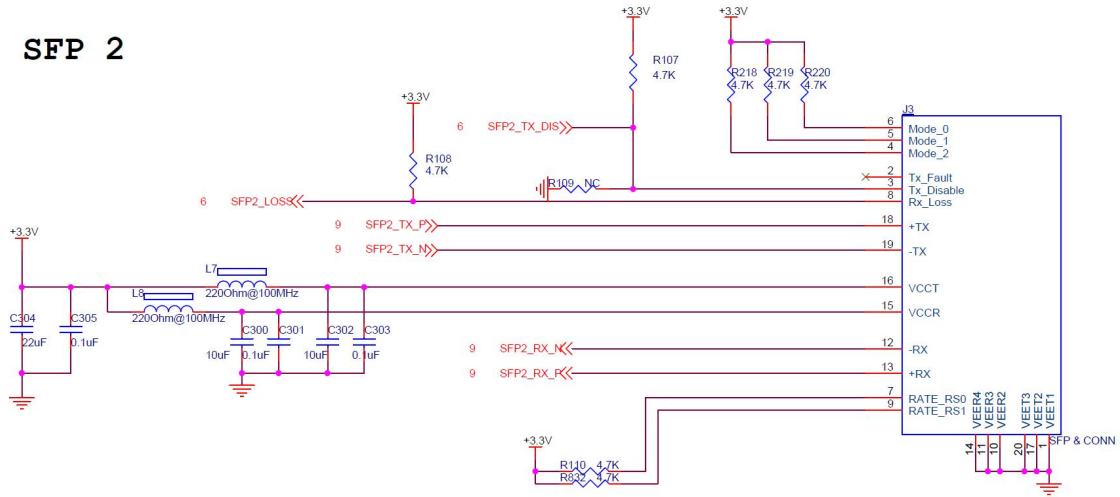 SFP 2
+3.3V
+3.3V
R107
4.7K
R218 R219 R220
4.7K 4.7K 4.7K
+3.3V
J3
6 SFP2_TX_DIS
R108
4.7K
6 Mode_0
5 Mode_1
4 Mode_2
2 Tx_Fault
R109 NC
3 Tx_Disable
6 SFP2_LOSS
8 Rx_Loss
9 SFP2_TX_P
18 +TX
+3.3V
9 SFP2_TX_N
19 -TX
L7
16 VCCT
220Ohm@100MHz
L8
15 VCCR
220Ohm@100MHz
C304 C305 C300 C301 C302 C303
22uF 0.1uF 10uF 0.1uF 10uF 0.1uF
9 SFP2_RX_N
12 -RX
9 SFP2_RX_P
13 +RX
7 RATE_RS0
9 RATE_RS1
VEER4
VEER3
VEER2
VEET3
VEET2
VEET1
14 11 10 20 17 1
SFP & CONN
+3.3V
R110 4.7K
R832 4.7K